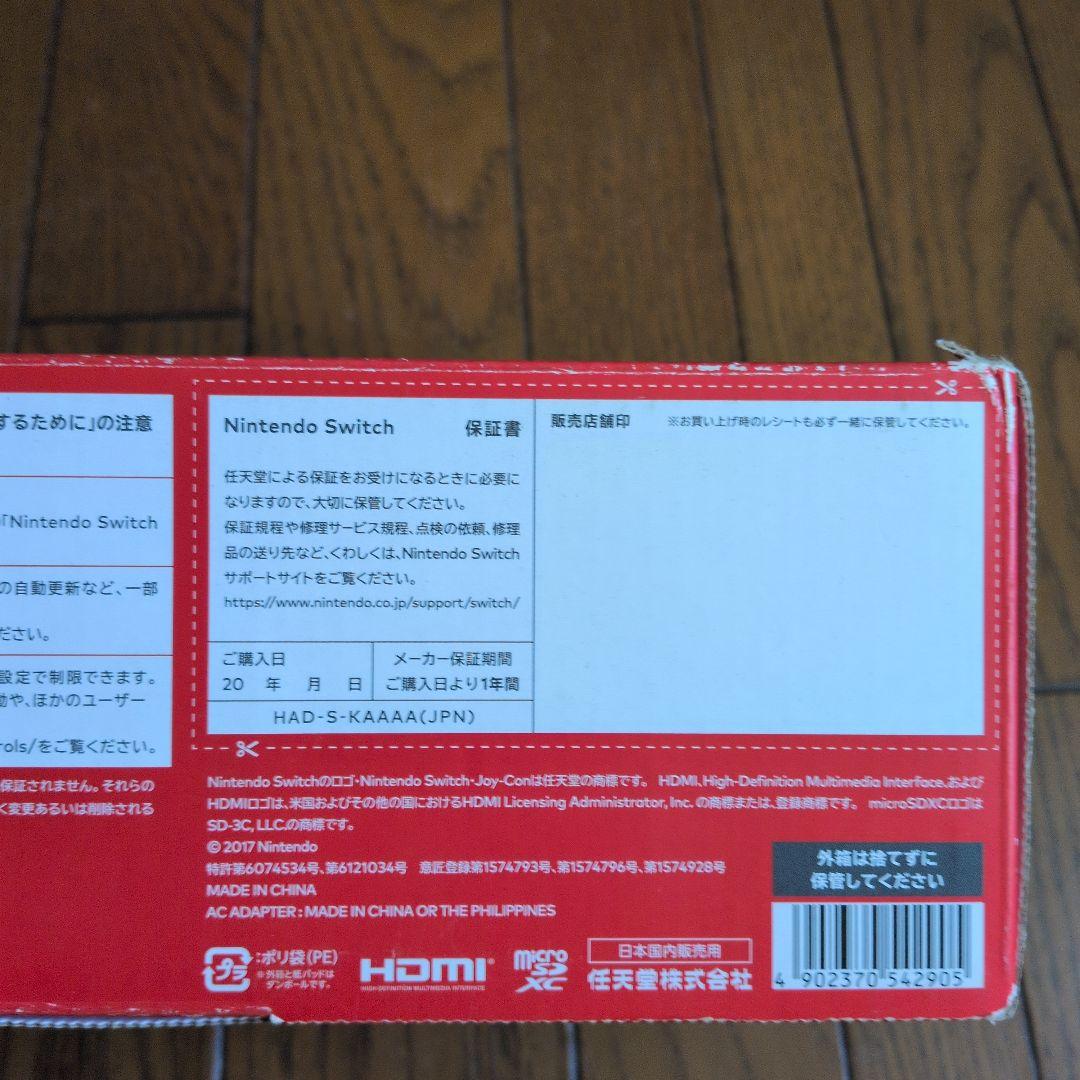 するために」の注意
「Nintendo Switch
の自動更新など、一部
ださい。
設定で制限できます。
動や、ほかのユーザー
rols/をご覧ください。
保証されません。それらの
く変更あるいは削除される
Nintendo Switch 保証書
任天堂による保証をお受けになるときに必要に
なりますので、大切に保管してください。
保証規程や修理サービス規程、点検の依頼、修理
品の送り先など、くわしくは、Nintendo Switch
サポートサイトをご覧ください。
https://www.nintendo.co.jp/support/switch/
ご購入日
20 年 月 日
メーカー保証期間
ご購入日より1年間
HAD-S-KAAAA(JPN)
販売店舗印 ※お買い上げ時のレシートも必ず一緒に保管してください。
Nintendo Switchのロゴ・Nintendo Switch・Joy-Conは任天堂の商標です。 HDMI、High-Definition Multimedia Interface、および
HDMIロゴは、米国およびその他の国におけるHDMI Licensing Administrator, Inc. の商標または、登録商標です。 microSDXCロゴは
SD-3C, LLC.の商標です。
© 2017 Nintendo
特許第6074534号、第6121034号 意匠登録第1574793号、第1574796号、第1574928号
MADE IN CHINA
AC ADAPTER : MADE IN CHINA OR THE PHILIPPINES
プラ
:ポリ袋(PE)
※外箱と紙パッドは
ダンボールです。
HDMI
HIGH-DEFINITION MULTIMEDIA INTERFACE
micro
SD
XC
日本国内販売用
任天堂株式会社
外箱は捨てずに
保管してください
4 902370 542905